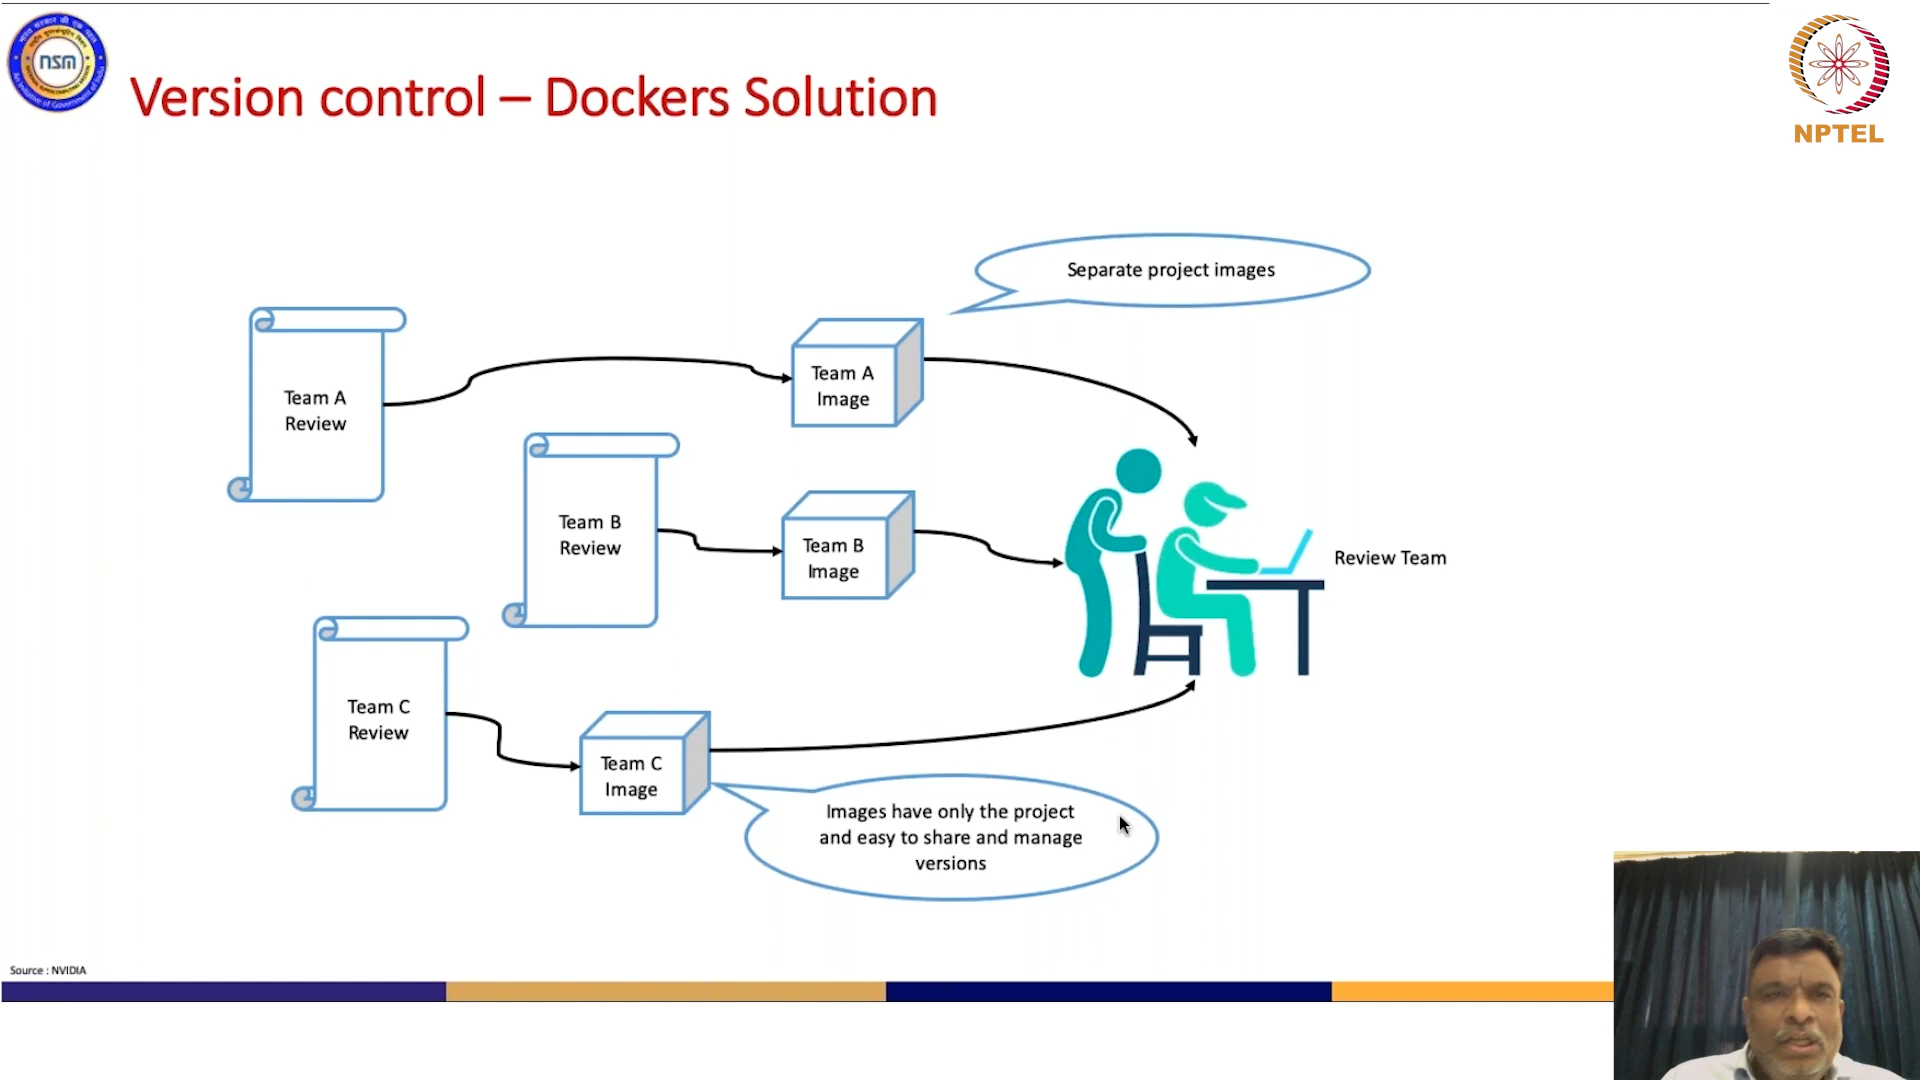 nsm
Version control – Dockers Solution
NPTEL
Separate project images
Team A
Review
Team A
Image
Team B
Review
Team B
Image
Review Team
Team C
Review
Team C
Image
Images have only the project
and easy to share and manage
versions
Source : NVIDIA